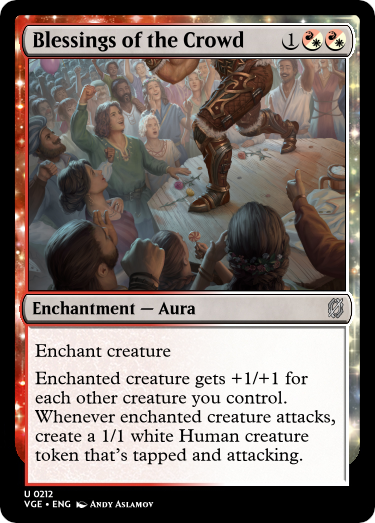 Blessings of the Crowd 1
Enchantment — Aura
Enchant creature
Enchanted creature gets +1/+1 for
each other creature you control.
Whenever enchanted creature attacks,
create a 1/1 white Human creature
token that's tapped and attacking.
U 0212
VGE • ENG Andy Aslamov